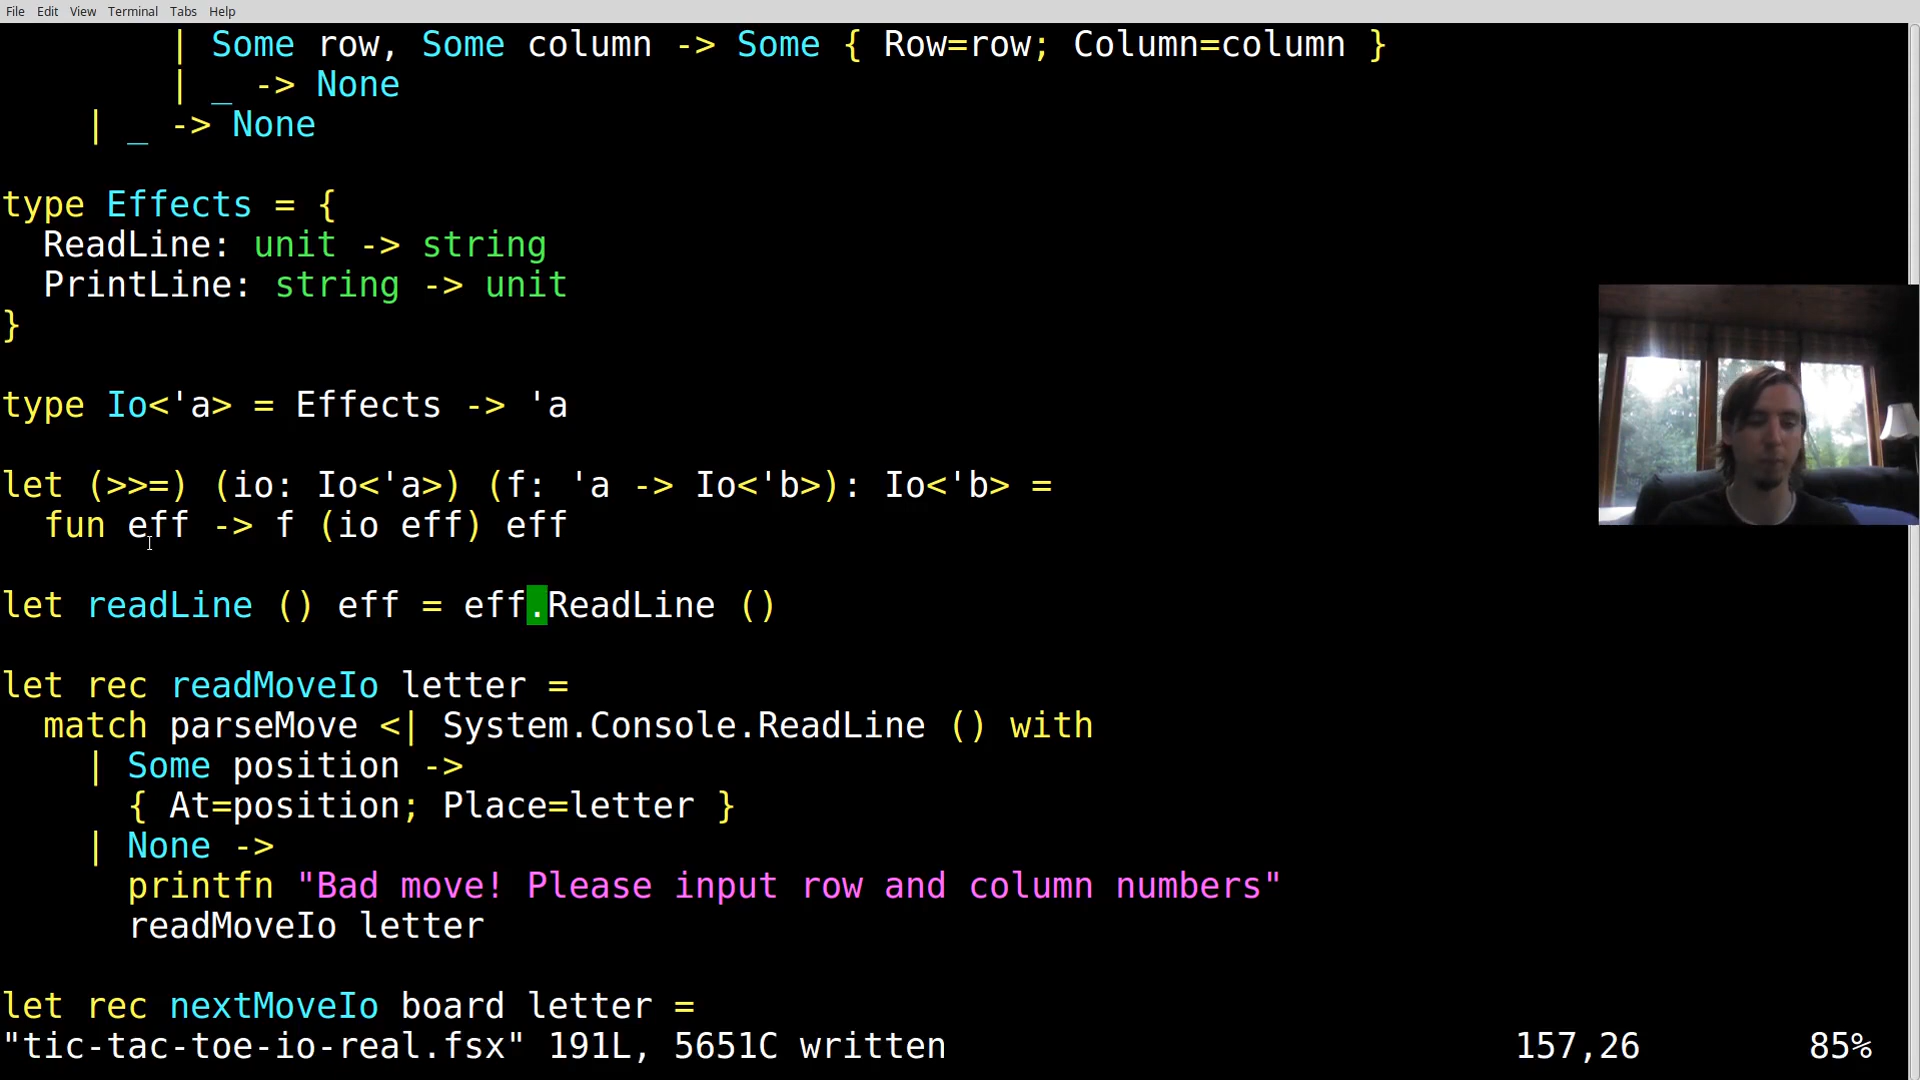 File Edit View Terminal Tabs Help
| Some row, Some column -> Some { Row=row; Column=column }
| _ -> None
| _ -> None
type Effects = {
ReadLine: unit -> string
PrintLine: string -> unit
}
type Io<'a> = Effects -> 'a
let (>>=) (io: Io<'a>) (f: 'a -> Io<'b>): Io<'b> =
fun eff -> f (io eff) eff
let readLine () eff = eff.ReadLine ()
let rec readMoveIo letter =
match parseMove <| System.Console.ReadLine () with
| Some position ->
{ At=position; Place=letter }
| None ->
printfn "Bad move! Please input row and column numbers"
readMoveIo letter
let rec nextMoveIo board letter =
"tic-tac-toe-io-real.fsx" 191L, 5651C written 157,26 85%